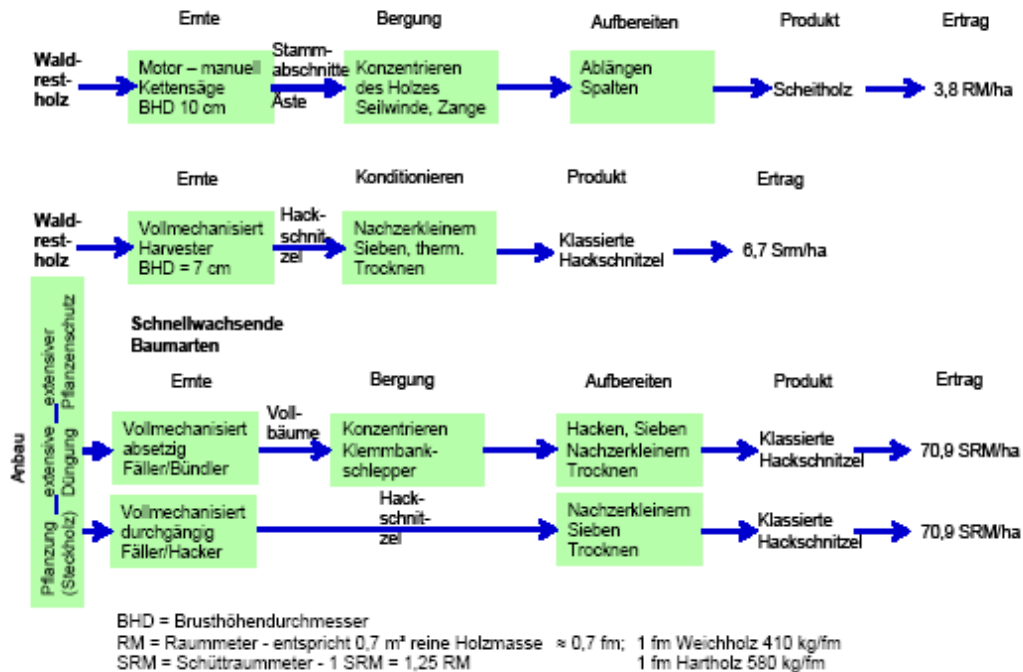 Ernte Bergung Aufbereiten Produkt Ertrag
Wald-
rest-
holz
Motor – manuell
Kettensäge
BHD 10 cm
Stamm-
abschnitte
Äste
Konzentrieren
des Holzes
Seilwinde, Zange
Ablängen
Spalten
Scheitholz
3,8 RM/ha
Ernte Konditionieren Produkt Ertrag
Wald-
rest-
holz
Vollmechanisiert
Harvester
BHD = 7 cm
Hack-
schnit-
zel
Nachzerkleinem
Sieben, therm.
Trocknen
Klassierte
Hackschnitzel
6,7 Srm/ha
Schnellwachsende
Baumarten
Ernte Bergung Aufbereiten Produkt Ertrag
Anbau
Pflanzung extensive extensiver
(Steckholz) Düngung Pflanzenschutz
Vollmechanisiert
absetzig
Fäller/Bündler
Voll-
bäume
Konzentrieren
Klemmbank-
schlepper
Hacken, Sieben
Nachzerkleinern
Trocknen
Klassierte
Hackschnitzel
70,9 SRM/ha
Vollmechanisiert
durchgängig
Fäller/Hacker
Hack-
schnit-
zel
Nachzerkleinem
Sieben
Trocknen
Klassierte
Hackschnitzel
70,9 SRM/ha
BHD = Brusthöhendurchmesser
RM = Raummeter - entspricht 0,7 m³ reine Holzmasse ≈ 0,7 fm; 1 fm Weichholz 410 kg/fm
SRM = Schüttraummeter - 1 SRM = 1,25 RM 1 fm Hartholz 580 kg/fm